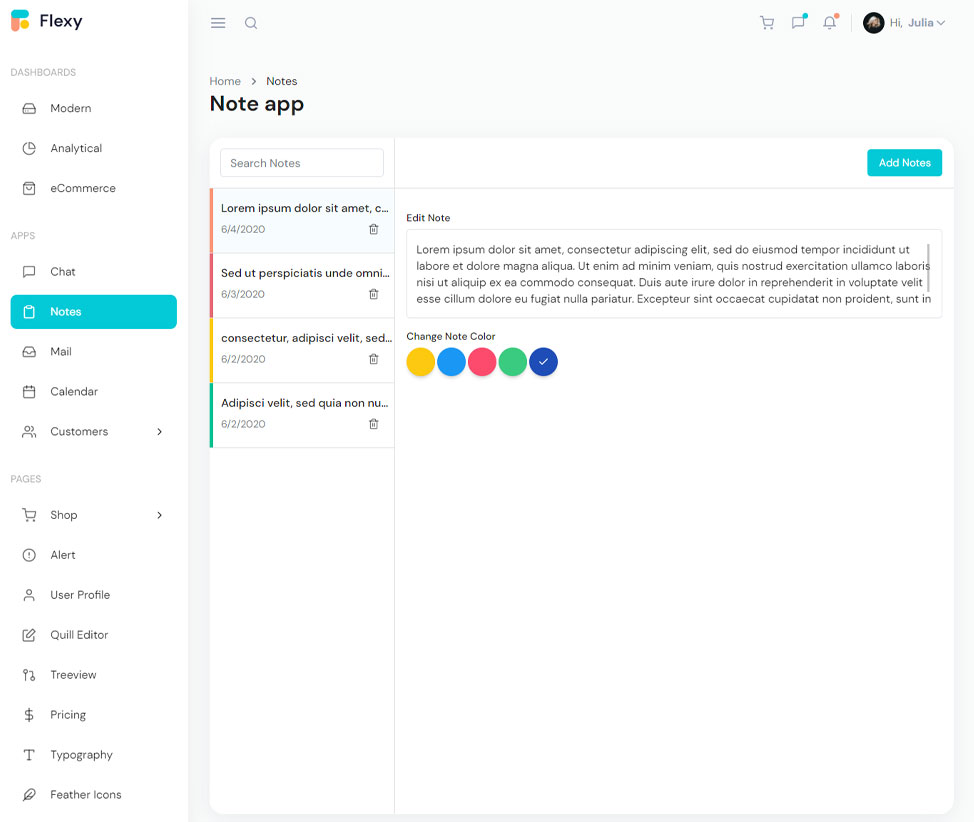 Flexy
Hi, Julia
DASHBOARDS
Modern
Analytical
eCommerce
APPS
Chat
Notes
Mail
Calendar
Customers
PAGES
Shop
Alert
User Profile
Quill Editor
Treeview
Pricing
Typography
Feather Icons
Home > Notes
Note app
Search Notes
Lorem ipsum dolor sit amet, c...
6/4/2020
Sed ut perspiciatis unde omni...
6/3/2020
consectetur, adipisci velit, sed...
6/2/2020
Adipisci velit, sed quia non nu...
6/2/2020
Add Notes
Edit Note
Lorem ipsum dolor sit amet, consectetur adipiscing elit, sed do eiusmod tempor incididunt ut
labore et dolore magna aliqua. Ut enim ad minim veniam, quis nostrud exercitation ullamco laboris
nisi ut aliquip ex ea commodo consequat. Duis aute irure dolor in reprehenderit in voluptate velit
esse cillum dolore eu fugiat nulla pariatur. Excepteur sint occaecat cupidatat non proident, sunt in
Change Note Color